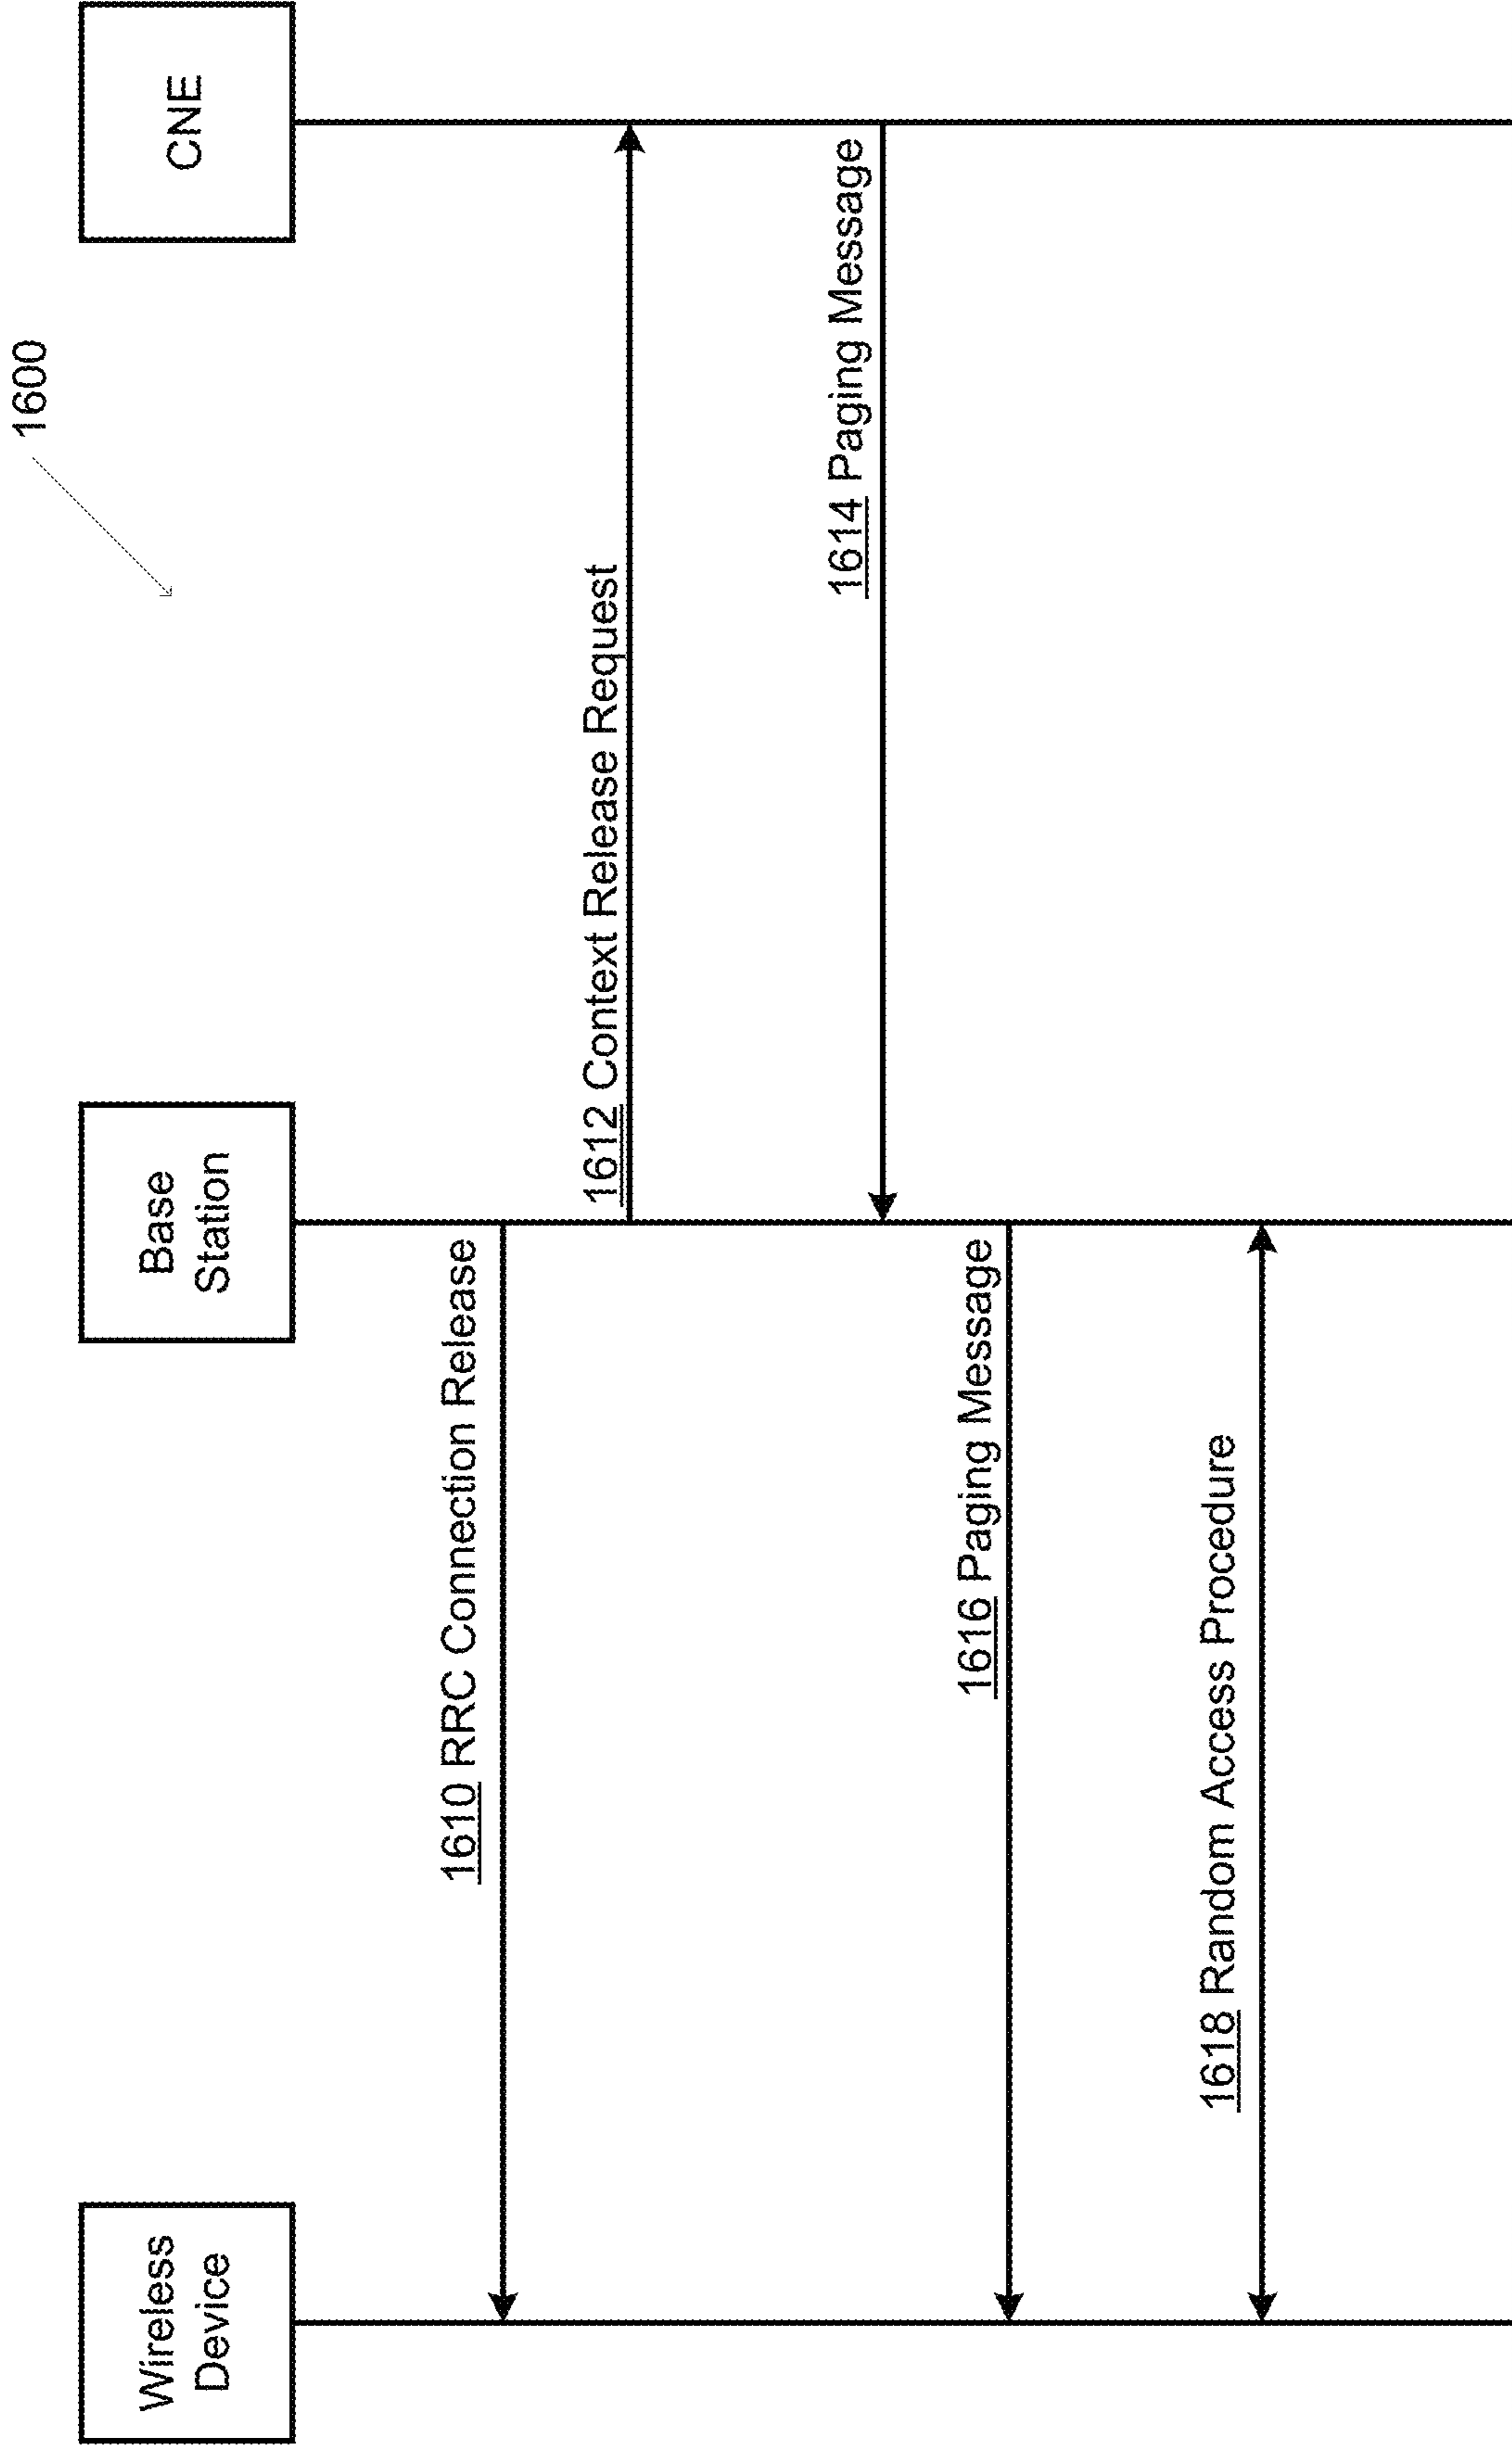 1600
Wireless
Device
Base
Station
CNE
1610 RRC Connection Release
1612 Context Release Request
1614 Paging Message
1616 Paging Message
1618 Random Access Procedure